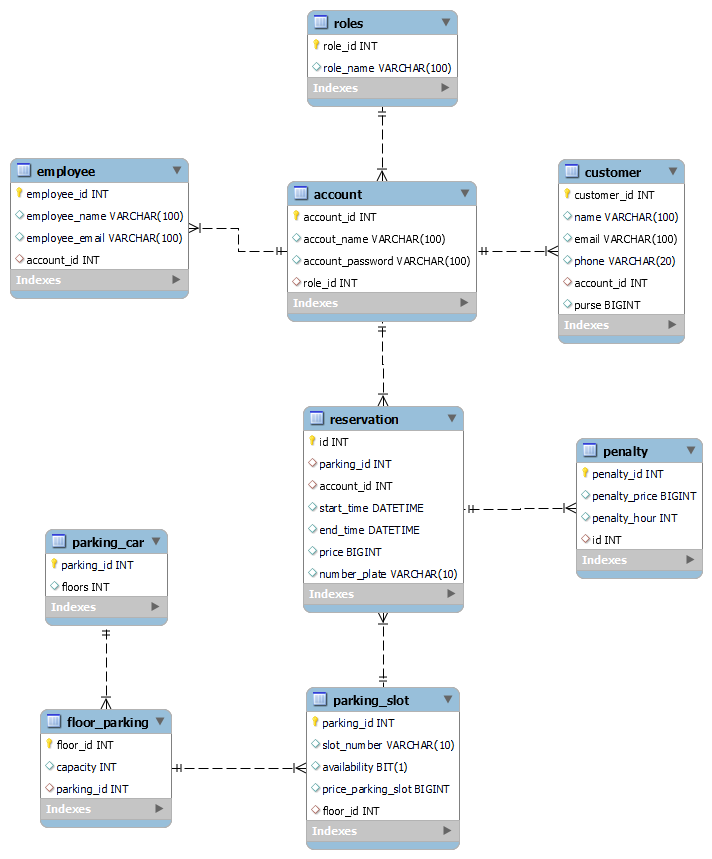 roles
role_id INT
role_name VARCHAR(100)
Indexes
employee
employee_id INT
employee_name VARCHAR(100)
employee_email VARCHAR(100)
account_id INT
Indexes
account
account_id INT
accout_name VARCHAR(100)
account_password VARCHAR(100)
role_id INT
Indexes
customer
customer_id INT
name VARCHAR(100)
email VARCHAR(100)
phone VARCHAR(20)
account_id INT
purse BIGINT
Indexes
reservation
id INT
parking_id INT
account_id INT
start_time DATETIME
end_time DATETIME
price BIGINT
number_plate VARCHAR(10)
Indexes
penalty
penalty_id INT
penalty_price BIGINT
penalty_hour INT
id INT
Indexes
parking_car
parking_id INT
floors INT
Indexes
floor_parking
floor_id INT
capacity INT
parking_id INT
Indexes
parking_slot
parking_id INT
slot_number VARCHAR(10)
availability BIT(1)
price_parking_slot BIGINT
floor_id INT
Indexes